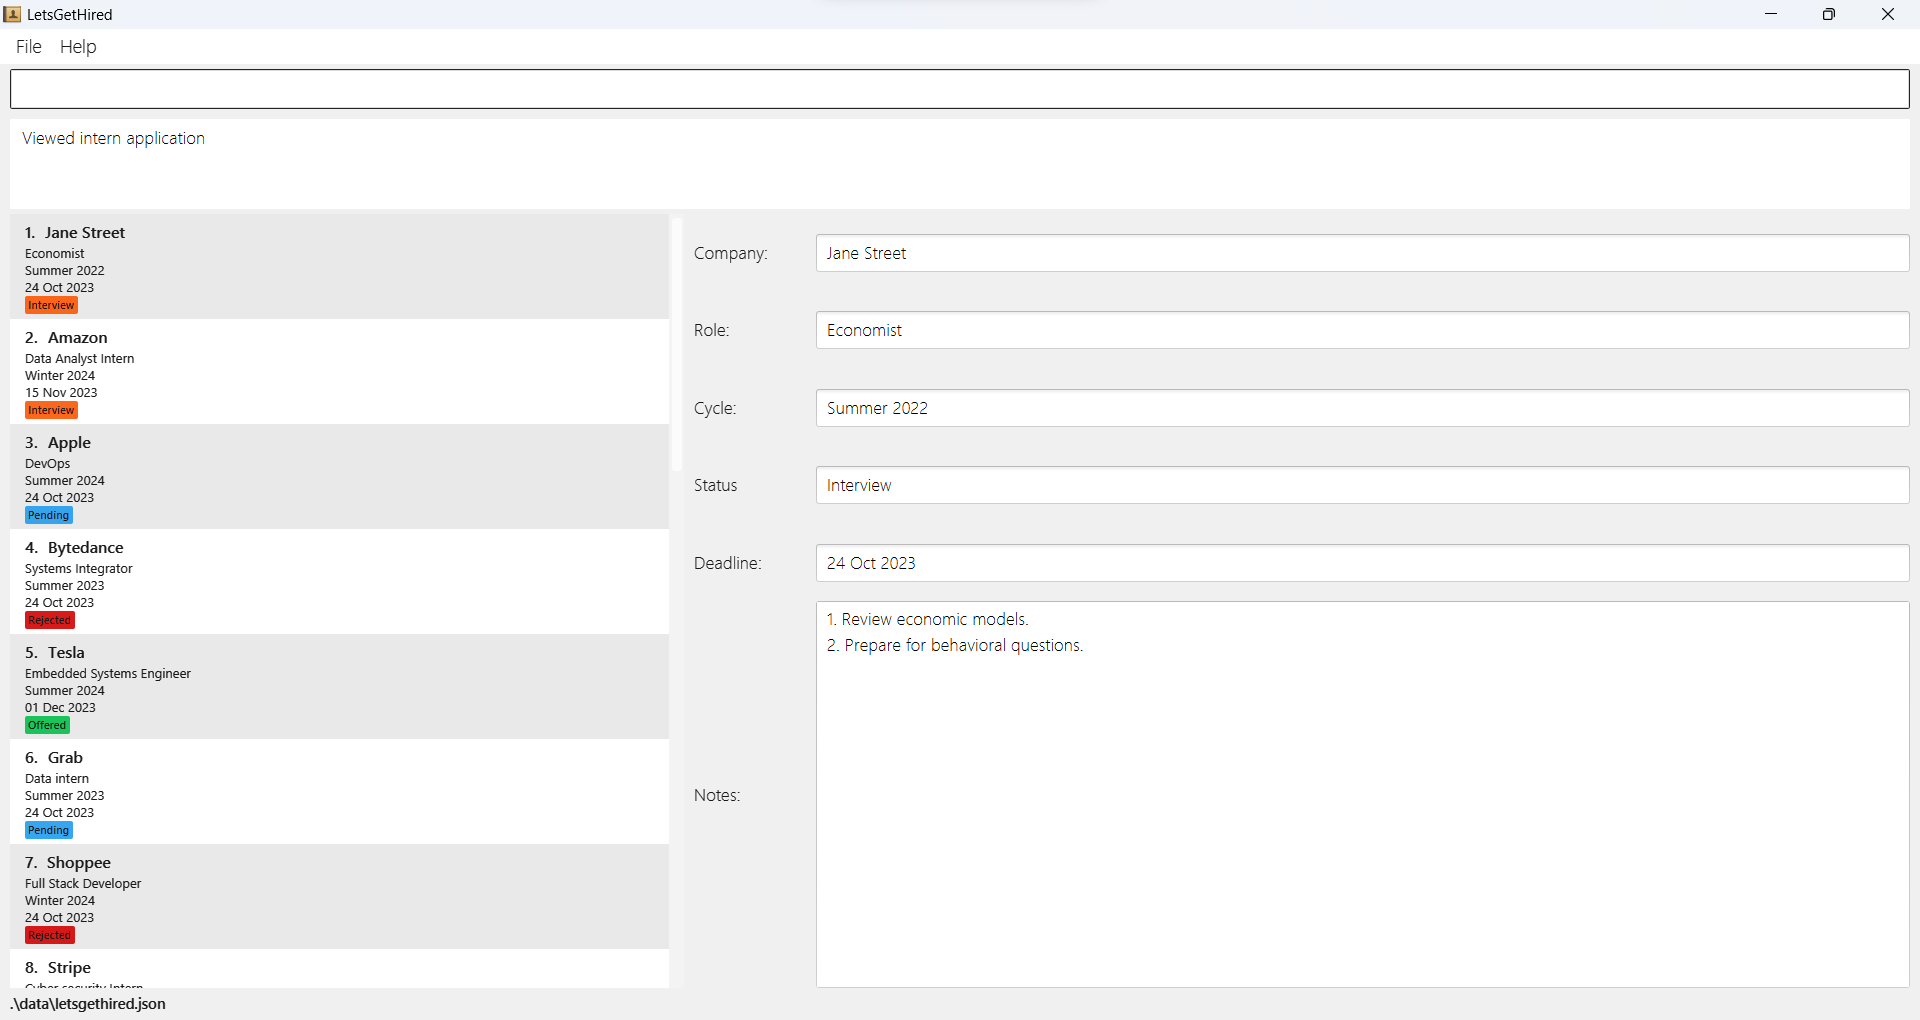 LetsGetHired
File Help
Viewed intern application
1. Jane Street
Economist
Summer 2022
24 Oct 2023
Interview
2. Amazon
Data Analyst Intern
Winter 2024
15 Nov 2023
Interview
3. Apple
DevOps
Summer 2024
24 Oct 2023
Pending
4. Bytedance
Systems Integrator
Summer 2023
24 Oct 2023
Rejected
5. Tesla
Embedded Systems Engineer
Summer 2024
01 Dec 2023
Offered
6. Grab
Data intern
Summer 2023
24 Oct 2023
Pending
7. Shoppee
Full Stack Developer
Winter 2024
24 Oct 2023
Rejected
8. Stripe
Cyber security Intern
Company: Jane Street
Role: Economist
Cycle: Summer 2022
Status Interview
Deadline: 24 Oct 2023
Notes:
1. Review economic models.
2. Prepare for behavioral questions.
.\data\letsgethired.json